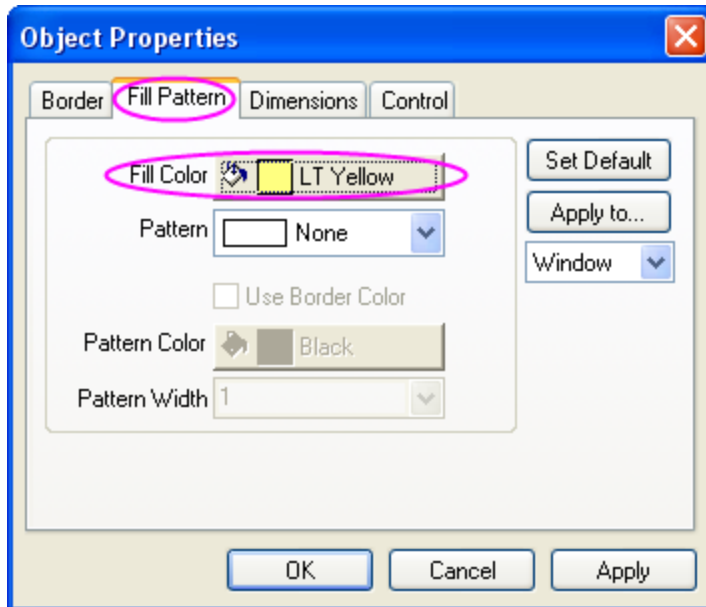 Object Properties
Border Fill Pattern Dimensions Control
Fill Color LT Yellow Set Default
Pattern None Apply to...
Window
Use Border Color
Pattern Color Black
Pattern Width 1
OK Cancel Apply